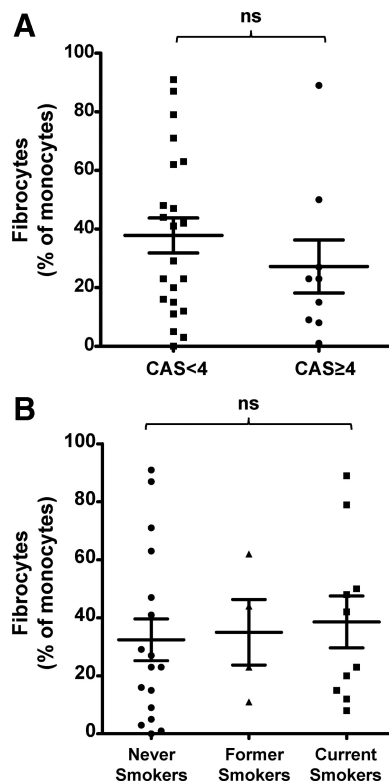 A
ns
Fibrocytes
(% of monocytes)
100
80
60
40
20
0
CAS<4
CAS≥4
B
ns
Fibrocytes
(% of monocytes)
100
80
60
40
20
0
Never
Smokers
Former
Smokers
Current
Smokers